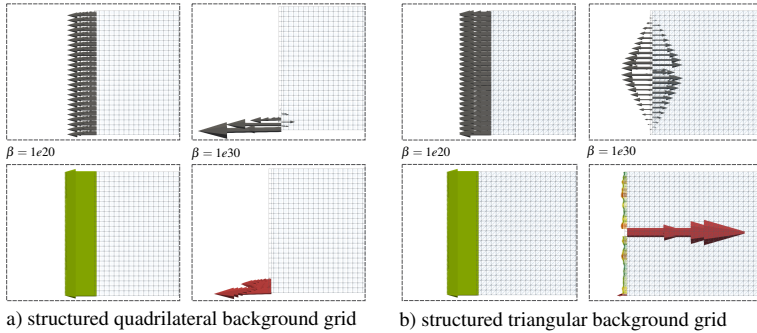 β = 1e20
β = 1e30
β = 1e20
β = 1e30
a) structured quadrilateral background grid
b) structured triangular background grid